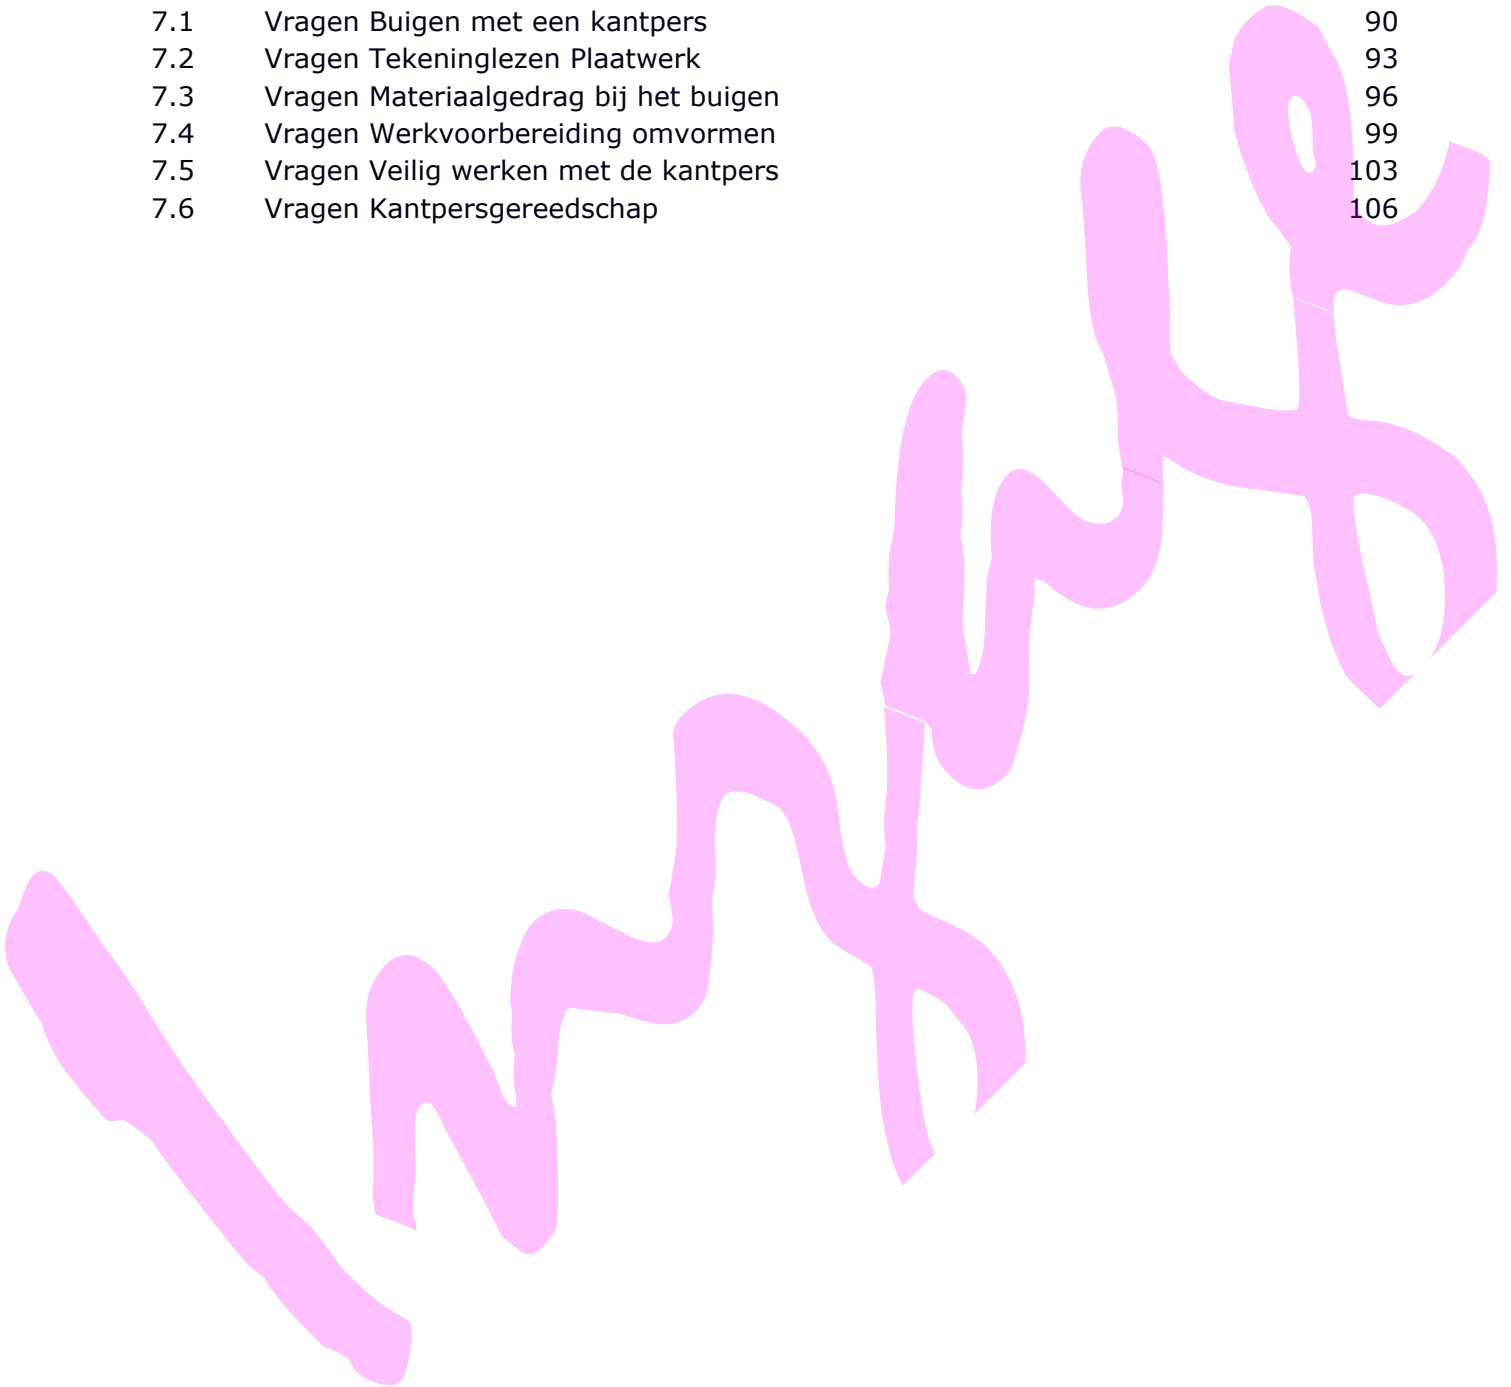 7.1 Vragen Buigen met een kantpers 90
7.2 Vragen Tekeninglezen Plaatwerk 93
7.3 Vragen Materiaalgedrag bij het buigen 96
7.4 Vragen Werkvoorbereiding omvormen 99
7.5 Vragen Veilig werken met de kantpers 103
7.6 Vragen Kantpersgereedschap 106